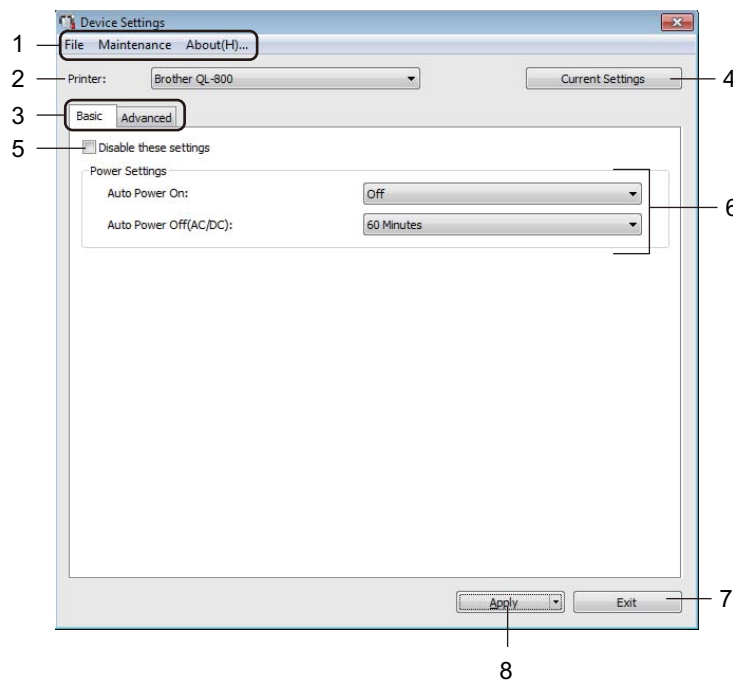 Device Settings
1 File Maintenance About(H)...
2 Printer: Brother QL-800 Current Settings 4
3 Basic Advanced
5 Disable these settings
Power Settings
Auto Power On: Off
6
Auto Power Off(AC/DC): 60 Minutes
Apply Exit 7
8